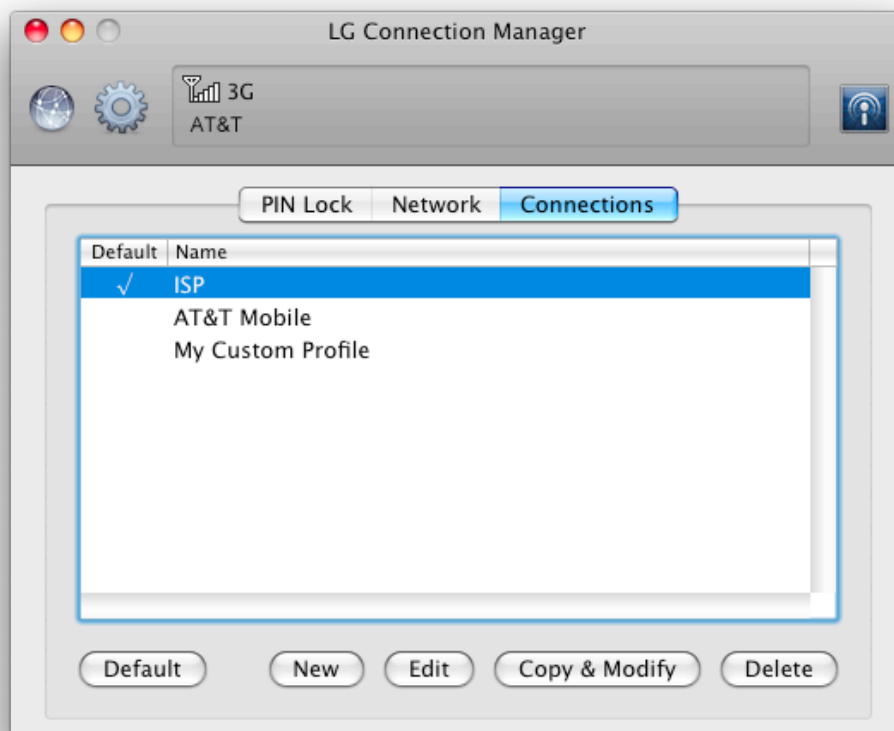 LG Connection Manager
3G
AT&T
PIN Lock Network Connections
Default Name
√ ISP
AT&T Mobile
My Custom Profile
Default New Edit Copy & Modify Delete